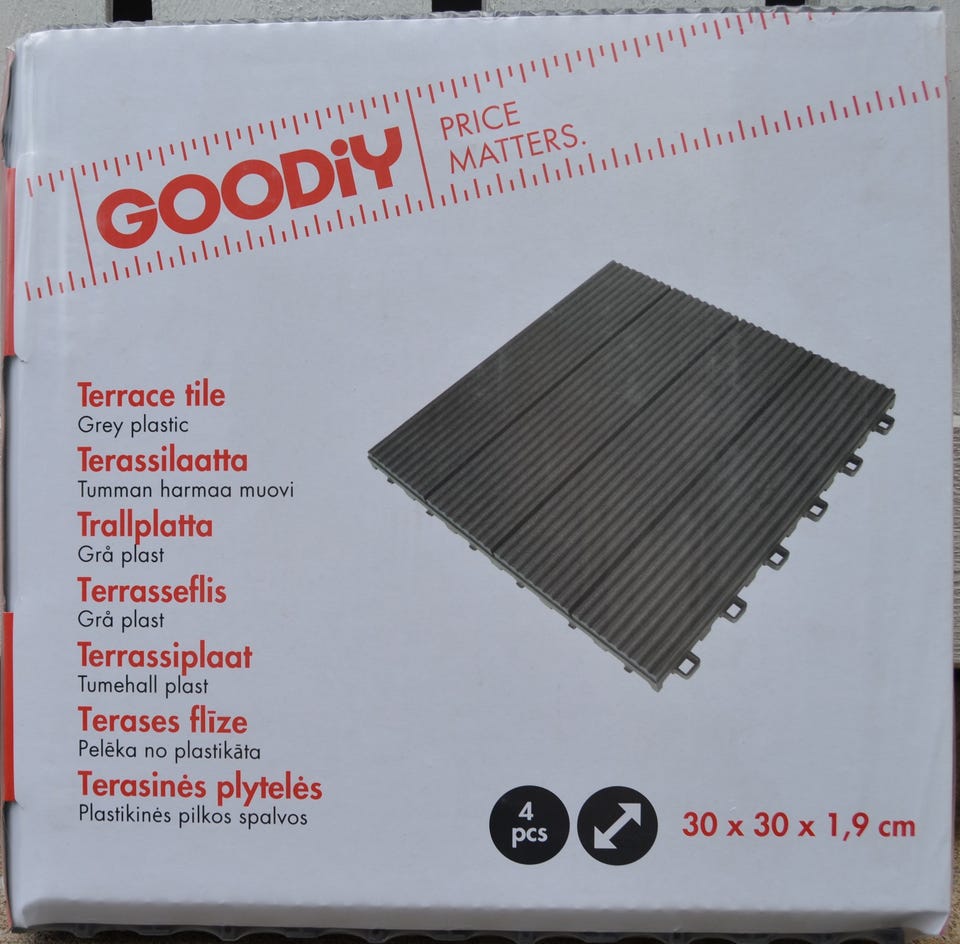 GOODiY
PRICE
MATTERS.
Terrace tile
Grey plastic
Terassilaatta
Tumman harmaa muovi
Trallplatta
Grå plast
Terrasseflis
Grå plast
Terrassiplaat
Tumehall plast
Terases flīze
Pelēka no plastikāta
Terasinės plytelės
Plastikinės pilkos spalvos
4
pcs
30 x 30 x 1,9 cm